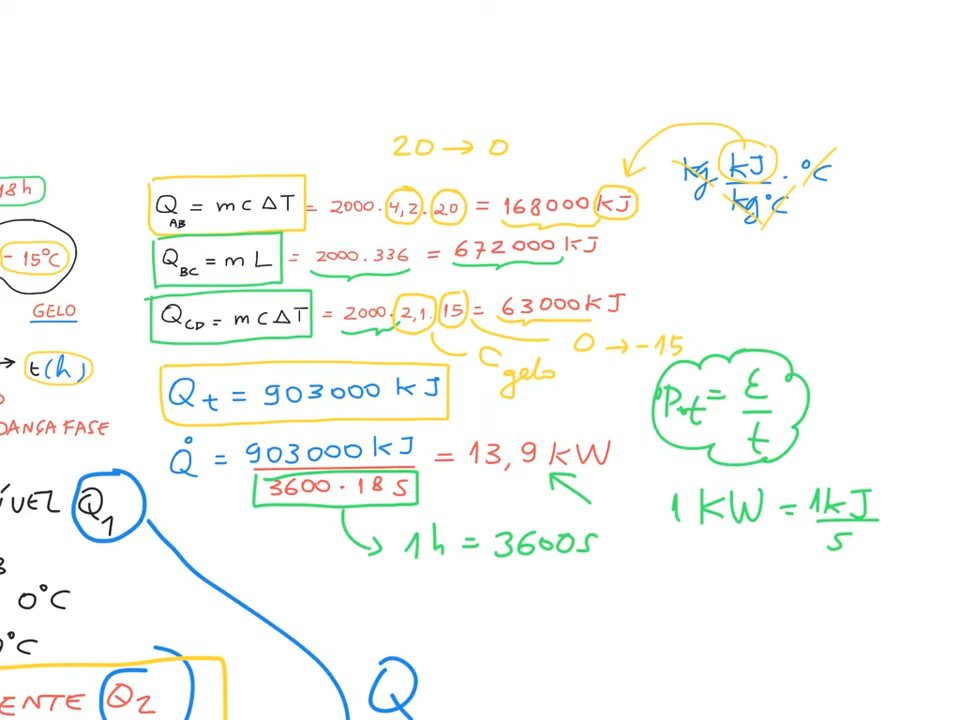 20 → 0
kg . kJ/kg°C . °C
18h
Q_AB = m c ΔT = 2000 . 4,2 . 20 = 168000 KJ
- 15°C
Q_BC = m L = 2000.336 = 672000 KJ
GELO
Q_CD = m c ΔT = 2000 . 2,1 . 15 = 63000 KJ
C gelo
0 → -15
→ t(h)
Q_t = 903000 KJ
Pot = E/t
DANÇA FASE
Q̇ = 903000 KJ / 3600 . 18 S = 13,9 KW
ÍVEL Q1
1 KW = 1KJ/s
1h = 3600s
0°C
°C
Q
ENTE Q2